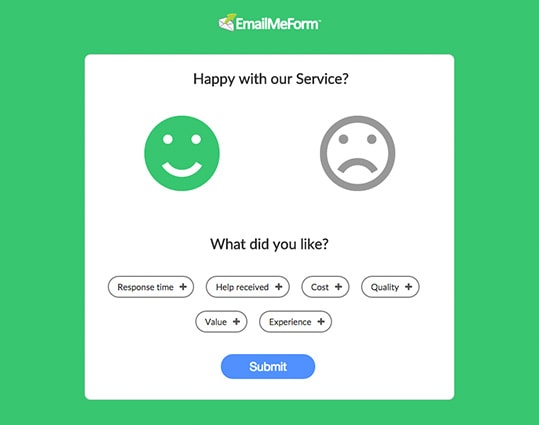 EmailMeForm
Happy with our Service?
What did you like?
Response time + Help received + Cost + Quality +
Value + Experience +
Submit